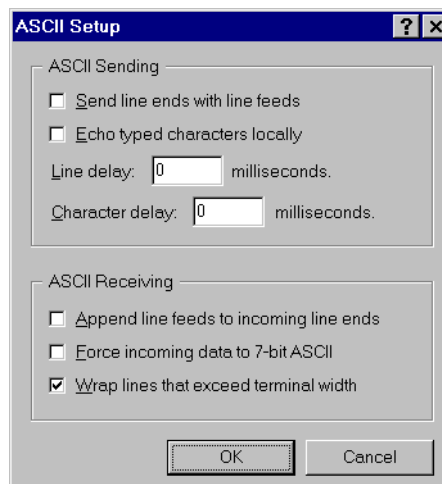 ASCII Setup
ASCII Sending
Send line ends with line feeds
Echo typed characters locally
Line delay: 0 milliseconds.
Character delay: 0 milliseconds.
ASCII Receiving
Append line feeds to incoming line ends
Force incoming data to 7-bit ASCII
Wrap lines that exceed terminal width
OK Cancel